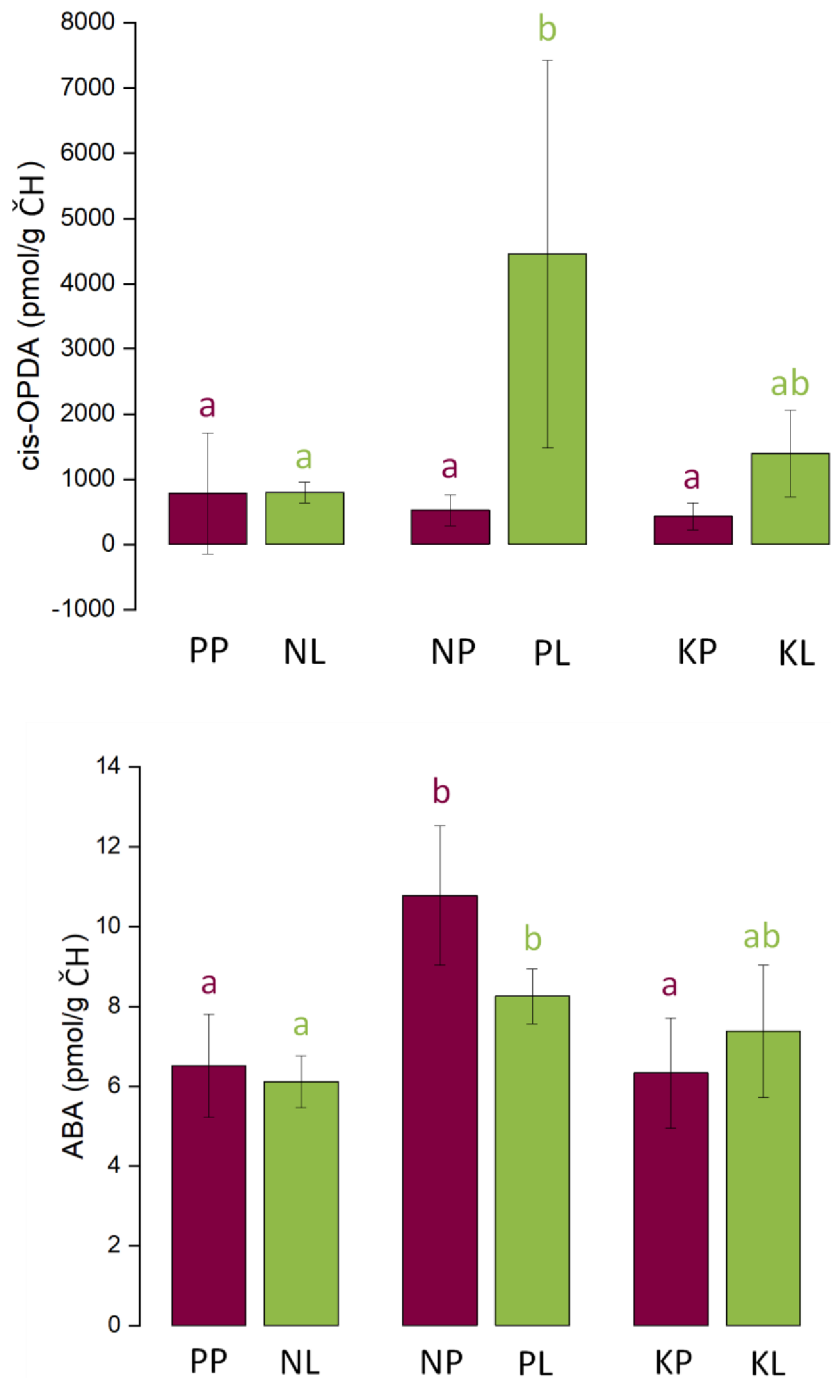 cis-OPDA (pmol/g ČH)
8000
7000
6000
5000
4000
3000
2000
1000
0
-1000
a
a
a
b
a
ab
PP NL NP PL KP KL
ABA (pmol/g ČH)
14
12
10
8
6
4
2
0
a
a
b
b
a
ab
PP NL NP PL KP KL